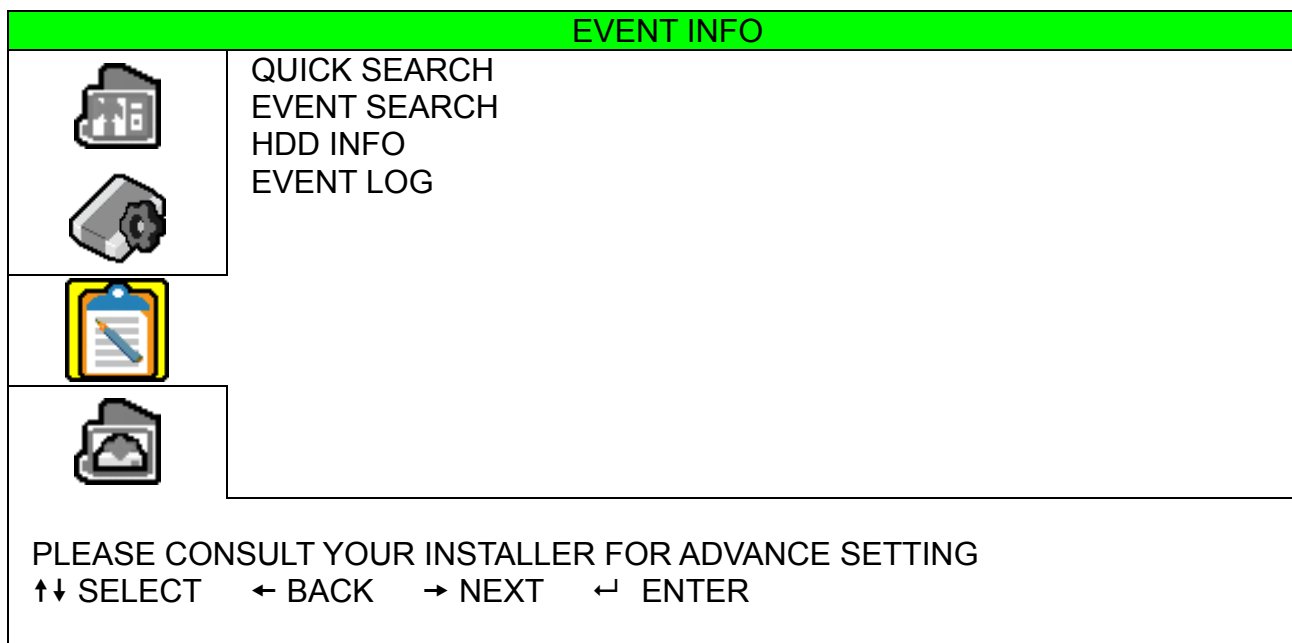 EVENT INFO
QUICK SEARCH
EVENT SEARCH
HDD INFO
EVENT LOG
PLEASE CONSULT YOUR INSTALLER FOR ADVANCE SETTING
↑↓ SELECT ← BACK → NEXT ↵ ENTER